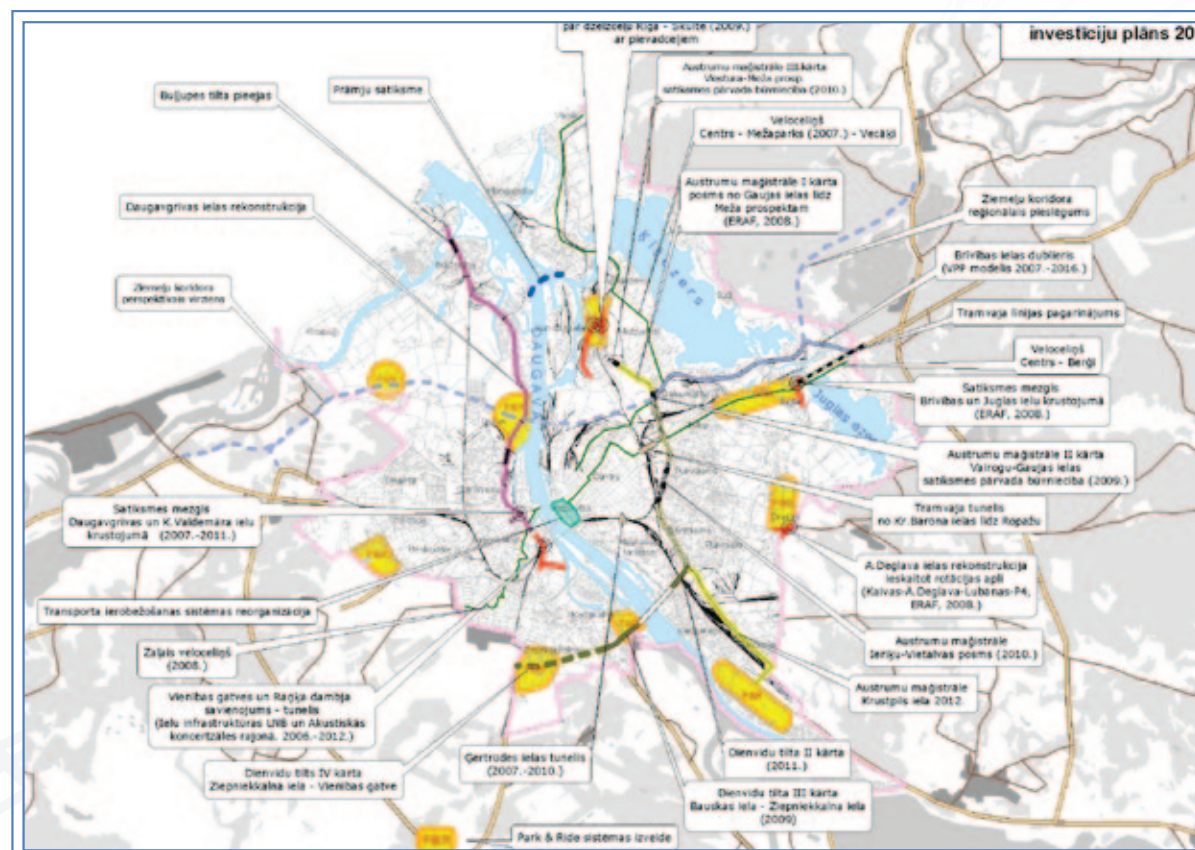 par dzelzceļu Rīga - Skulte (2009.)
ar pievadceļiem
investīciju plāns 20
Austrumu maģistrāle III kārta
Viestura-Meža prosp.
satiksmes pārvada būvniecība (2010.)
Buļļupes tilta pieejas
Prāmju satiksme
Veloceliņš
Centrs - Mežaparks (2007.) - Vecāķi
Daugavgrīvas ielas rekonstrukcija
Austrumu maģistrāle I kārta
posms no Gaujas ielas līdz
Meža prospektam
(ERAF, 2008.)
Ziemeļu koridora
reģionālais pieslēgums
Ķīšezers
Brīvības ielas dublieris
(VPP modelis 2007.-2016.)
Ziemeļu koridora
perspektīvais virziens
Tramvaja līnijas pagarinājums
DAUGAVA
Veloceliņš
Centrs - Berģi
Juglas ezers
Satiksmes mezgls
Brīvības un Juglas ielu krustojumā
(ERAF, 2008.)
Austrumu maģistrāle II kārta
Vairogu-Gaujas ielas
satiksmes pārvada būvniecība (2009.)
Satiksmes mezgls
Daugavgrīvas un K.Valdemāra ielu
krustojumā (2007.-2011.)
Tramvaja tunelis
no Kr.Barona ielas līdz Ropažu
A.Deglava ielas rekonstrukcija
ieskaitot rotācijas apli
(Kaivas-A.Deglava-Lubanas-P4,
ERAF, 2008.)
Transporta ierobežošanas sistēmas reorganizācija
Zaļais veloceliņš
(2008.)
Austrumu maģistrāle
Ieriķu-Vietalvas posms (2010.)
Vienības gatves un Raņķa dambja
savienojums - tunelis
(Ielu infrastruktūras LNB un Akustiskās
koncertzāles rajonā. 2006.-2012.)
Austrumu maģistrāle
Krustpils iela 2012.
Dienvidu tilts IV kārta
Ziepniekkalna iela - Vienības gatve
Ģertrūdes ielas tunelis
(2007.-2010.)
Dienvidu tilta II kārta
(2011.)
Dienvidu tilta III kārta
Bauskas iela - Ziepniekkalna iela
(2009)
P&R
Park & Ride sistēmas izveide